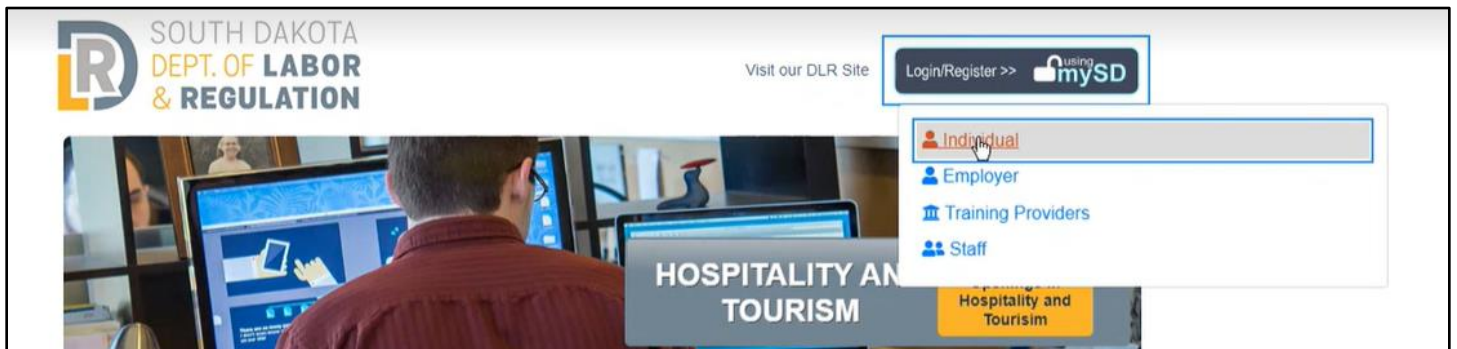 SOUTH DAKOTA
DEPT. OF LABOR
& REGULATION
Visit our DLR Site
Login/Register >> using mySD
Individual
Employer
Training Providers
Staff
HOSPITALITY AN
TOURISM
Hospitality and
Tourisim